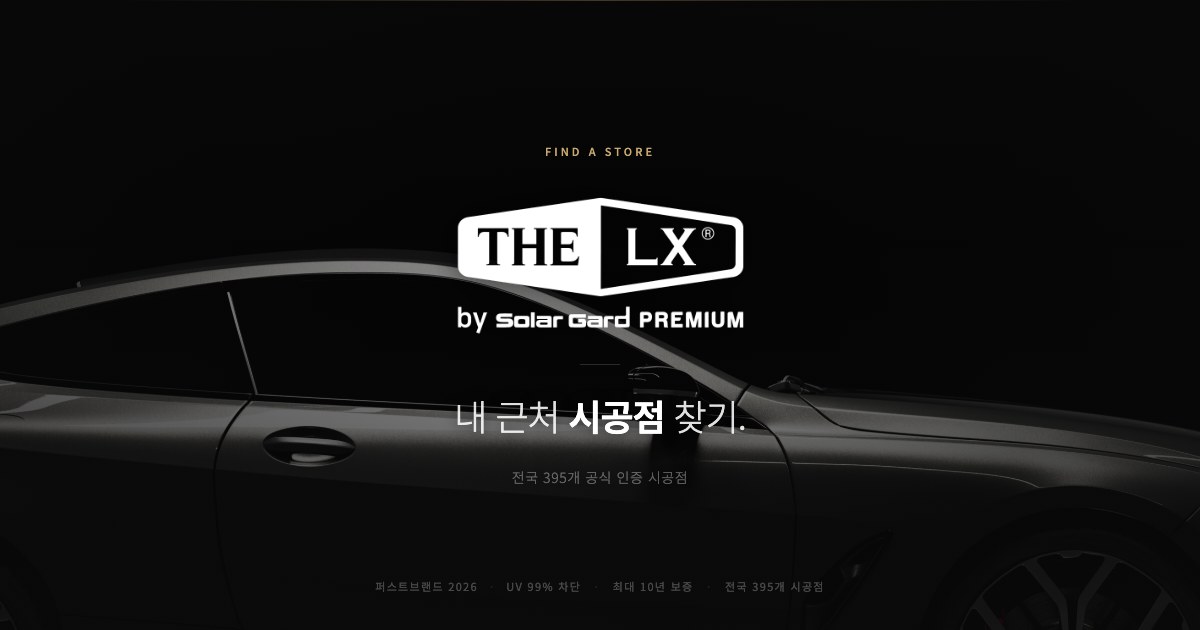 FIND A STORE
THE LX®
by Solar Gard PREMIUM
내 근처 시공점 찾기.
전국 395개 공식 인증 시공점
퍼스트브랜드 2026 · UV 99% 차단 · 최대 10년 보증 · 전국 395개 시공점